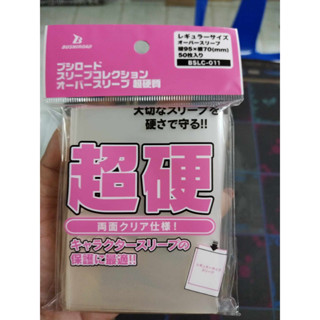 BUSHIROAD
ブシロード
スリーブコレクション
オーバースリーブ 超硬質
レギュラーサイズ
オーバースリーブ
縦95×横70(mm)
50枚入り
BSLC-011
大切なスリーブを
硬さで守る!!
超硬
両面クリア仕様!
キャラクタースリーブの
保護に最適!!